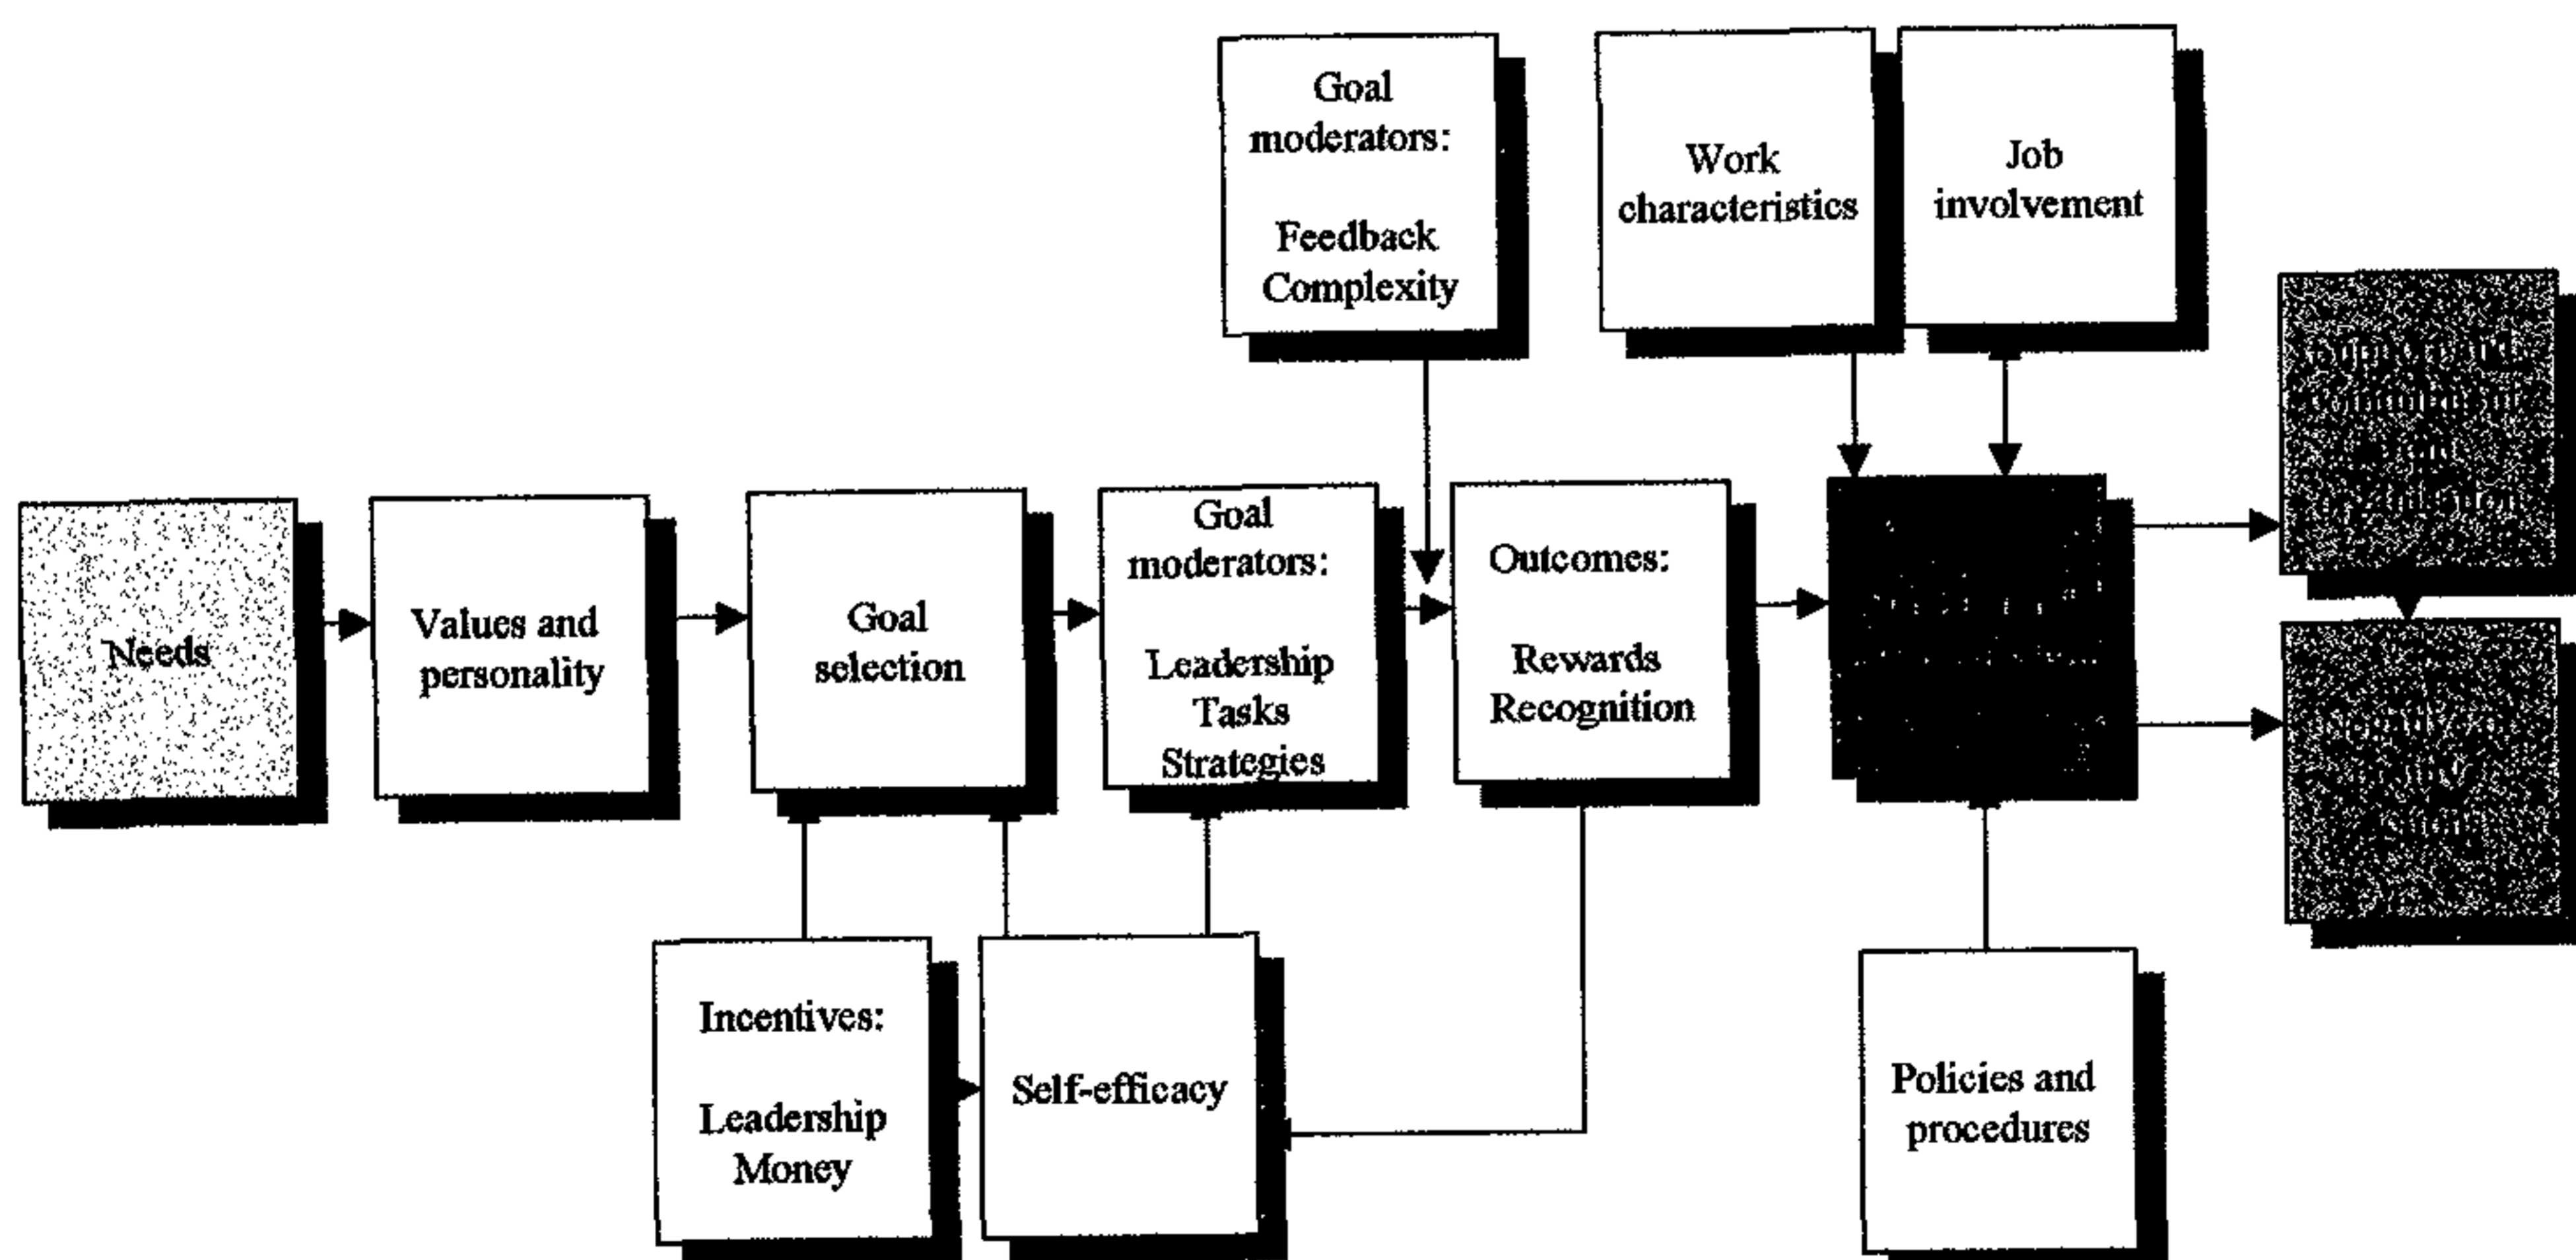 Goal
moderators:
Feedback
Complexity
Work
characteristics
Job
involvement
Needs
Values and
personality
Goal
selection
Goal
moderators:
Leadership
Tasks
Strategies
Outcomes:
Rewards
Recognition
Incentives:
Leadership
Money
Self-efficacy
Policies and
procedures